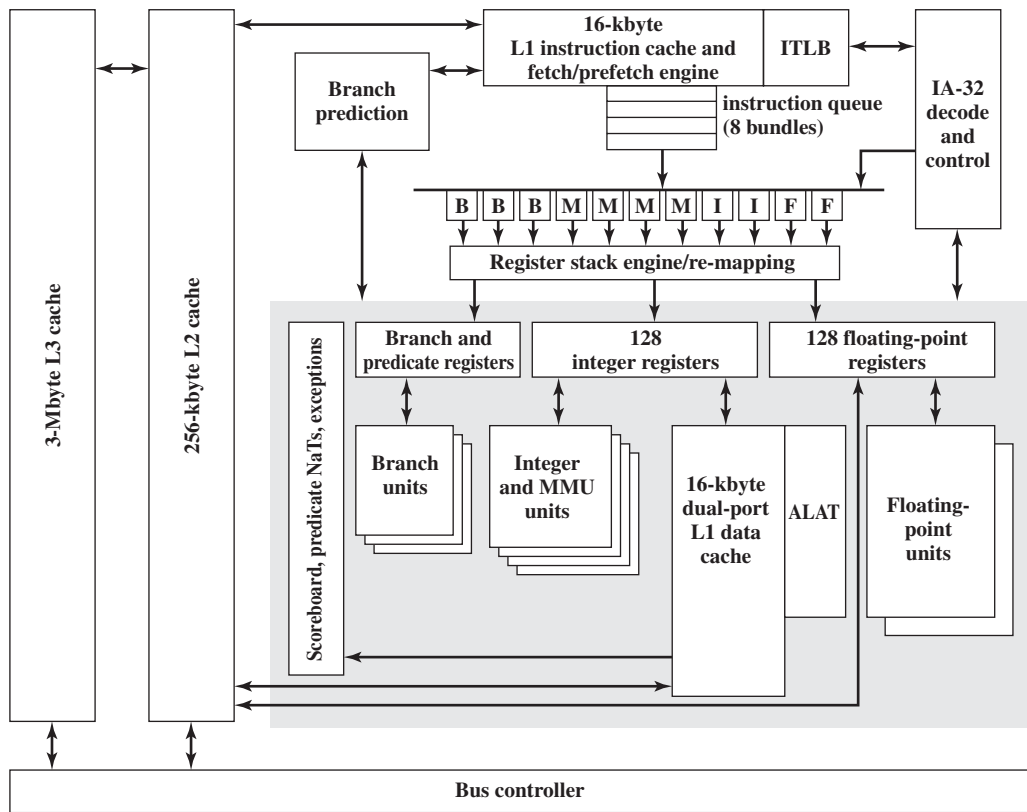 3-Mbyte L3 cache
256-kbyte L2 cache
16-kbyte
L1 instruction cache and
fetch/prefetch engine
ITLB
Branch
prediction
instruction queue
(8 bundles)
IA-32
decode
and
control
B B B M M M M I I F F
Register stack engine/re-mapping
Scoreboard, predicate NaTs, exceptions
Branch and
predicate registers
128
integer registers
128 floating-point
registers
Branch
units
Integer
and MMU
units
16-kbyte
dual-port
L1 data
cache
ALAT
Floating-
point
units
Bus controller